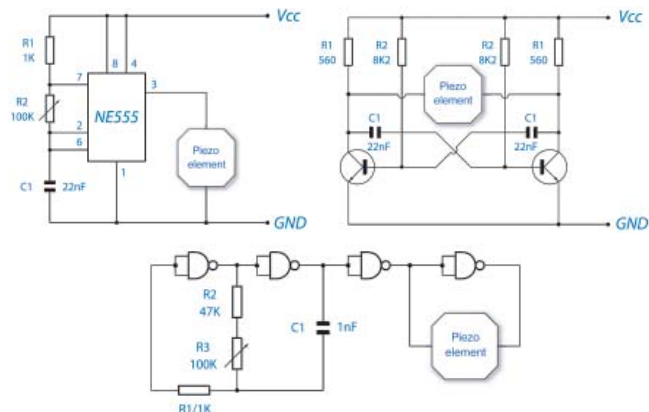 Vcc
R1
1K
8
4
7
3
R2
100K
NE555
2
6
Piezo
element
1
C1
22nF
GND
Vcc
R1
560
R2
8K2
R2
8K2
R1
560
Piezo
element
C1
22nF
C1
22nF
GND
R2
47K
C1
1nF
R3
100K
Piezo
element
R1/1K